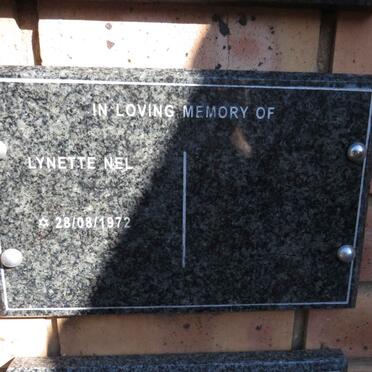 IN LOVING MEMORY OF
LYNETTE NEL
✡ 28/08/1972